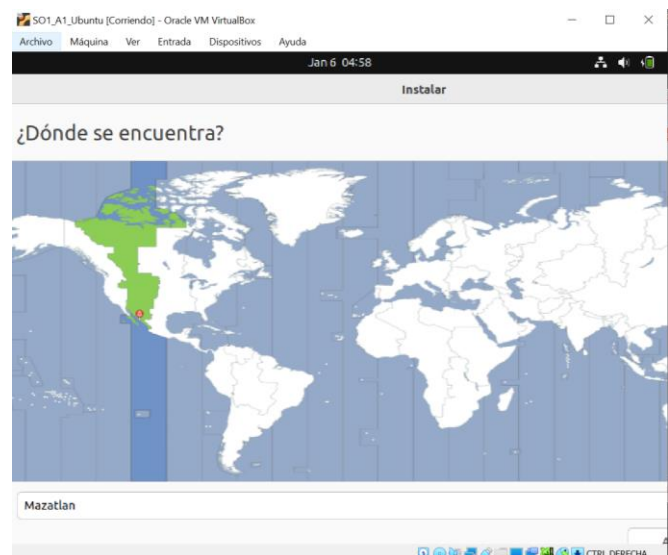 SO1_A1_Ubuntu [Corriendo] - Oracle VM VirtualBox
Archivo Máquina Ver Entrada Dispositivos Ayuda
Jan 6 04:58
Instalar
¿Dónde se encuentra?
Mazatlan
CTRL DERECHA